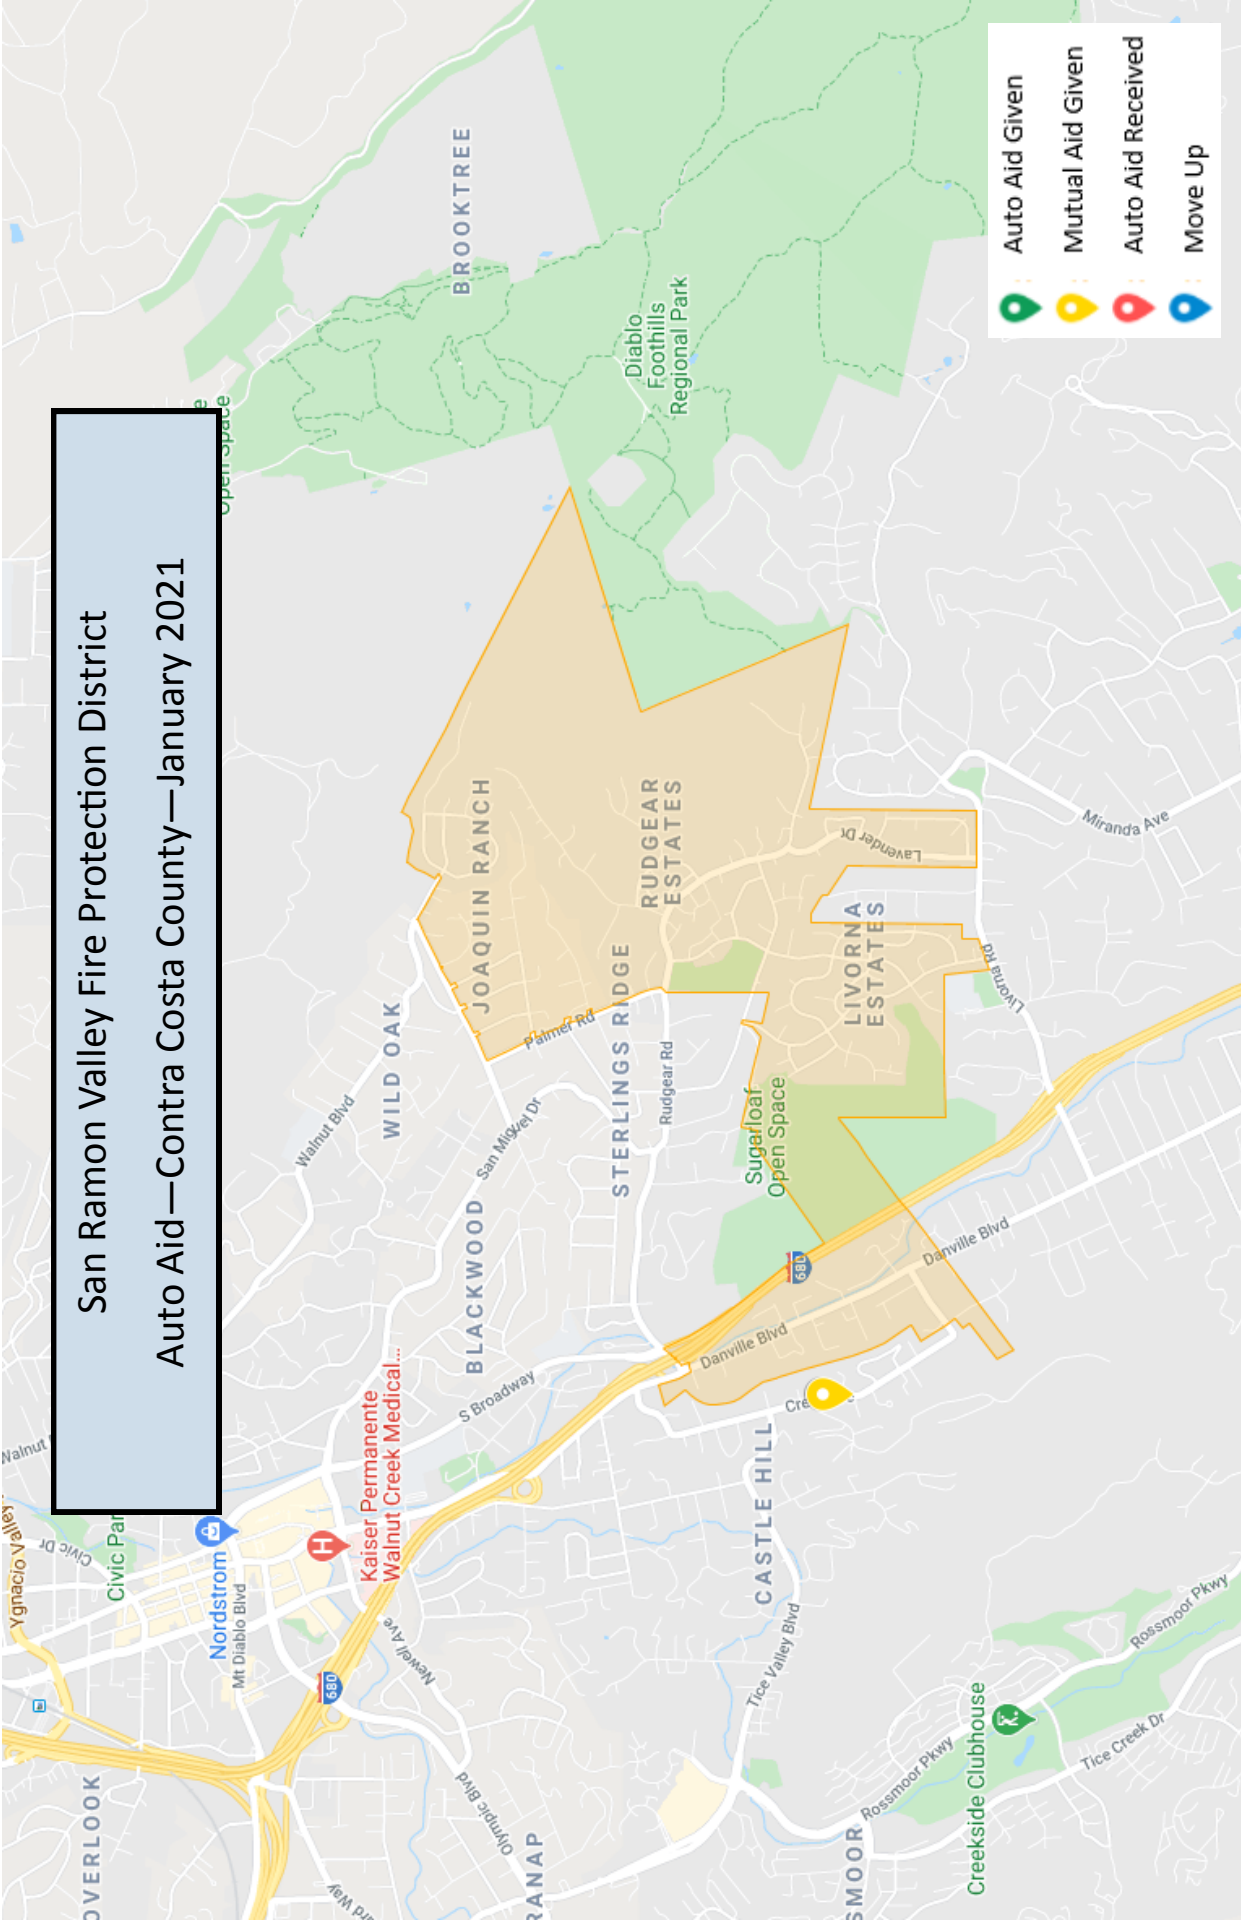 San Ramon Valley Fire Protection District
Auto Aid—Contra Costa County—January 2021
Auto Aid Given
Mutual Aid Given
Auto Aid Received
Move Up
BROOKTREE
Diablo
Foothills
Regional Park
Open Space
JOAQUIN RANCH
RUDGEAR
ESTATES
Lavender Dr
LIVORNA
ESTATES
Miranda Ave
Livorna Rd
WILD OAK
Walnut Blvd
Palmer Rd
STERLINGS RIDGE
Rudgear Rd
San Miguel Dr
Sugarloaf
Open Space
BLACKWOOD
S Broadway
680
Danville Blvd
Danville Blvd
Kaiser Permanente
Walnut Creek Medical...
H
CASTLE HILL
Tice Valley Blvd
Walnut
Ygnacio Valley
Civic Dr
Civic Par
Nordstrom
Mt Diablo Blvd
Newell Ave
680
Olympic Blvd
OVERLOOK
RANAP
SMOOR
Rossmoor Pkwy
Rossmoor Pkwy
Creekside Clubhouse
Tice Creek Dr